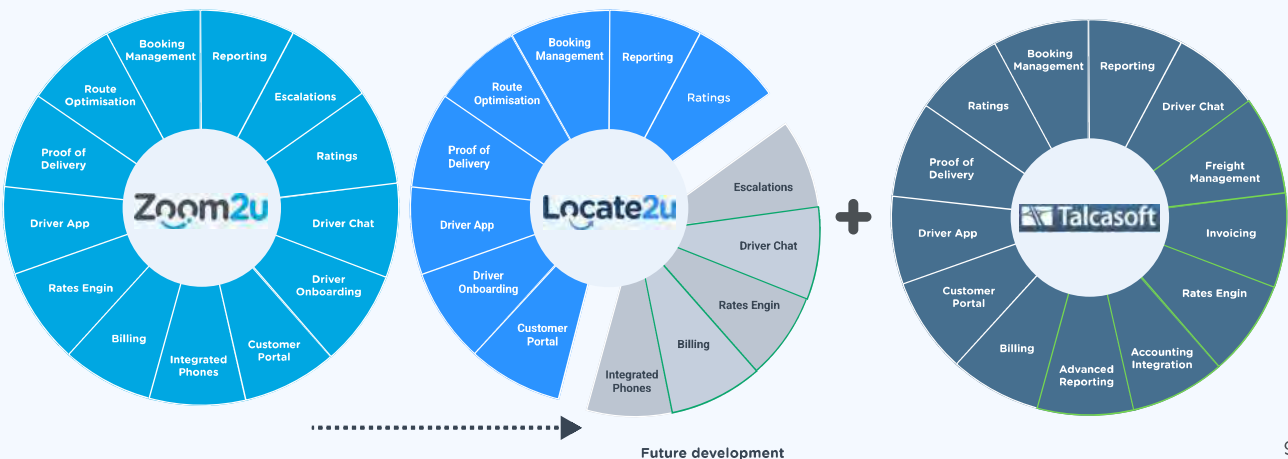 Booking
Management
Reporting
Escalations
Ratings
Driver Chat
Driver
Onboarding
Customer
Portal
Integrated
Phones
Billing
Rates Engin
Driver App
Proof of
Delivery
Route
Optimisation
Zoom2u
Booking
Management
Reporting
Ratings
Escalations
Driver Chat
Rates Engin
Billing
Integrated
Phones
Customer
Portal
Driver
Onboarding
Driver App
Proof of
Delivery
Route
Optimisation
Locate2u
Booking
Management
Reporting
Driver Chat
Freight
Management
Invoicing
Rates Engin
Accounting
Integration
Advanced
Reporting
Billing
Customer
Portal
Driver App
Proof of
Delivery
Ratings
Talcasoft
Future development